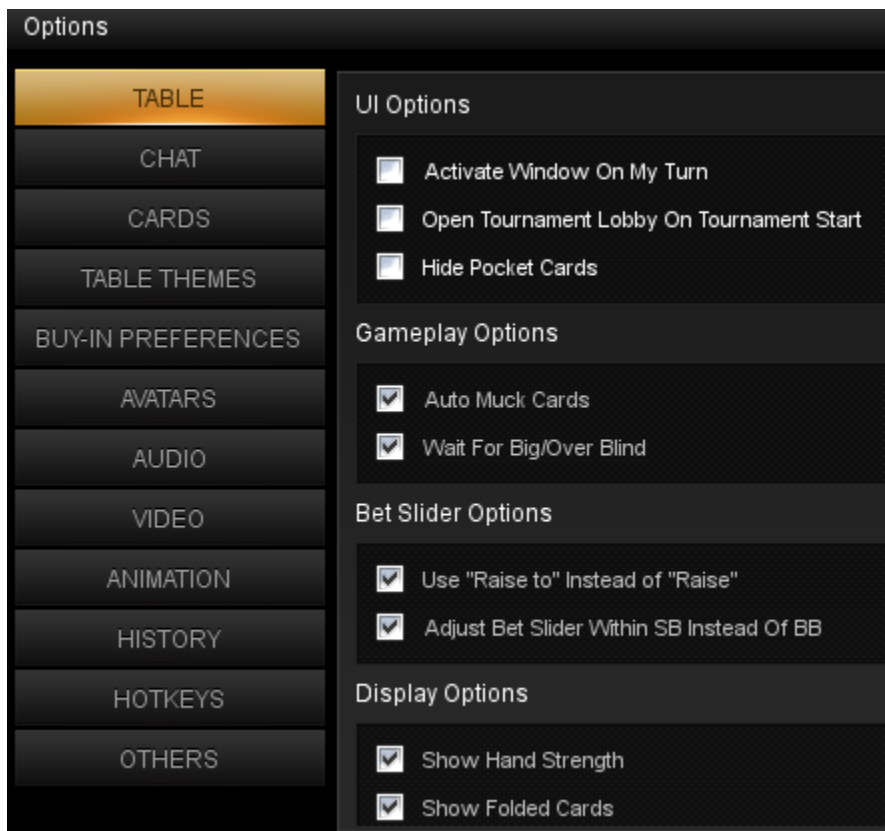 Options
TABLE
CHAT
CARDS
TABLE THEMES
BUY-IN PREFERENCES
AVATARS
AUDIO
VIDEO
ANIMATION
HISTORY
HOTKEYS
OTHERS
UI Options
Activate Window On My Turn
Open Tournament Lobby On Tournament Start
Hide Pocket Cards
Gameplay Options
Auto Muck Cards
Wait For Big/Over Blind
Bet Slider Options
Use "Raise to" Instead of "Raise"
Adjust Bet Slider Within SB Instead Of BB
Display Options
Show Hand Strength
Show Folded Cards